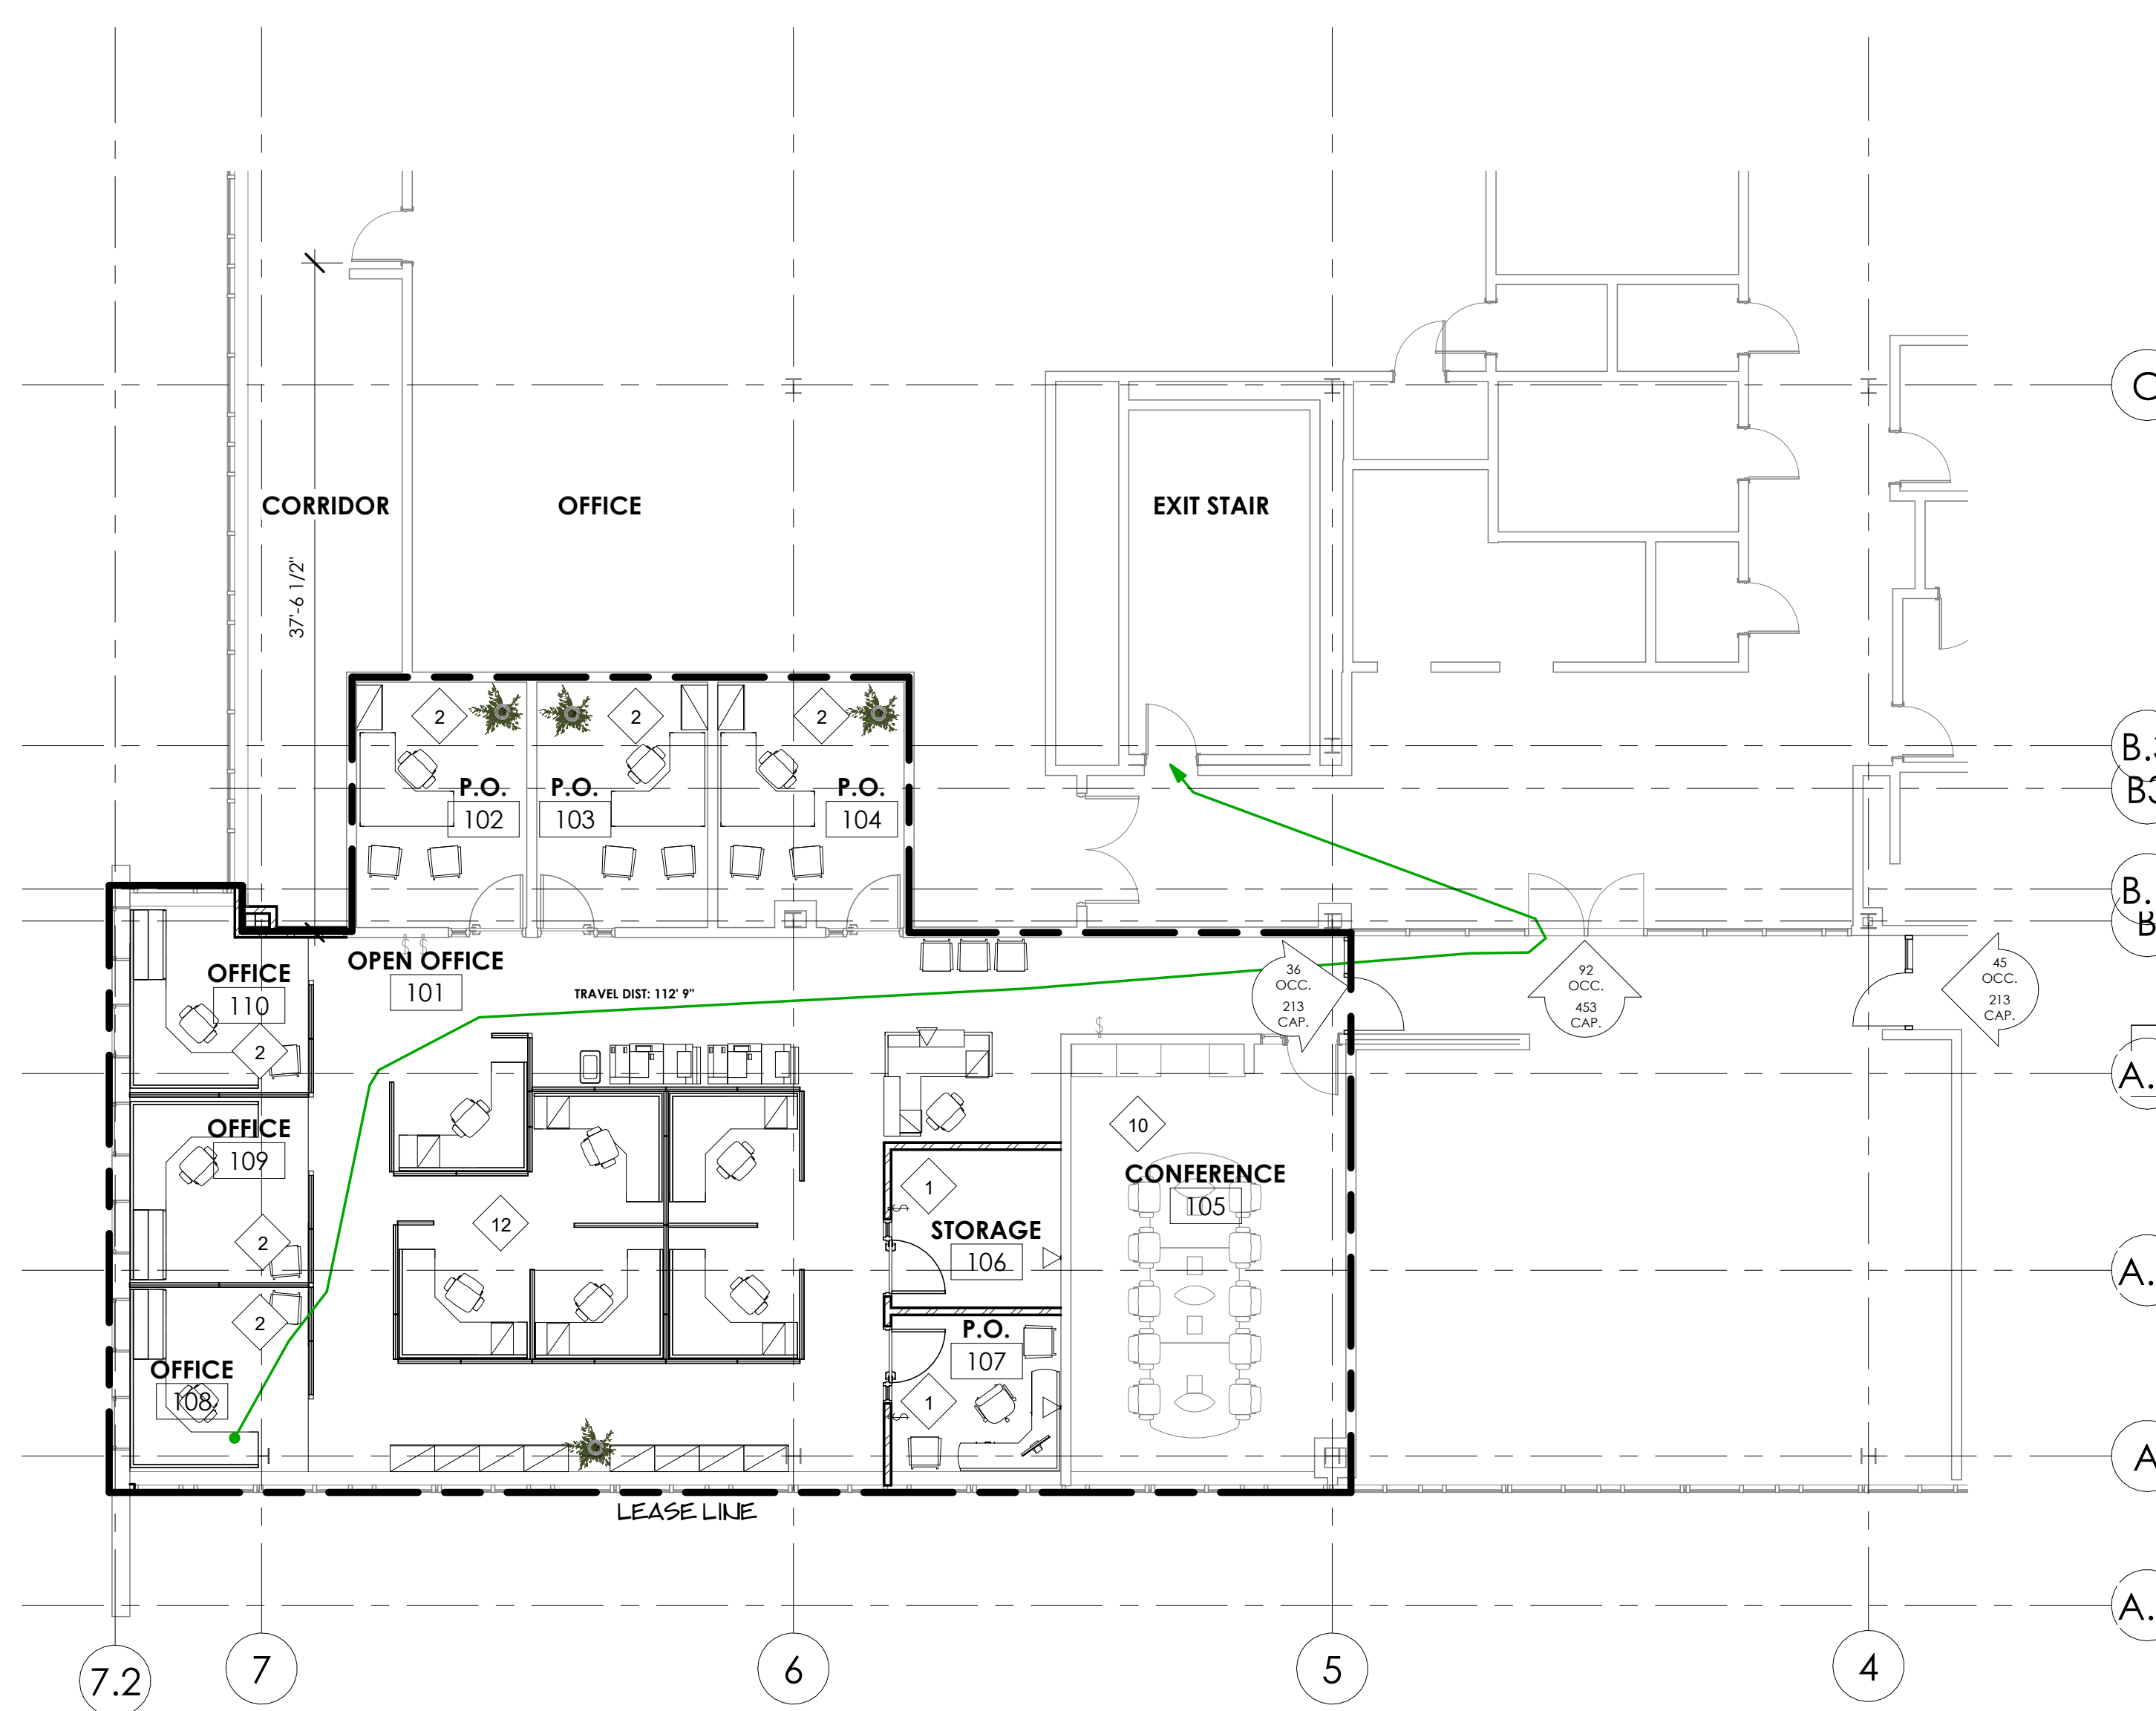 C
CORRIDOR
OFFICE
EXIT STAIR
37'-6 1/2"
2
2
2
B.3
P.O.
102
P.O.
103
P.O.
104
B3
B.
B
OPEN OFFICE
101
OFFICE
110
2
TRAVEL DIST: 112' 9"
36
OCC.
213
CAP.
92
OCC.
453
CAP.
45
OCC.
213
CAP.
A.
OFFICE
109
2
12
10
CONFERENCE
105
1
STORAGE
106
A.
2
OFFICE
108
P.O.
107
1
A
LEASE LINE
A.
7.2
7
6
5
4